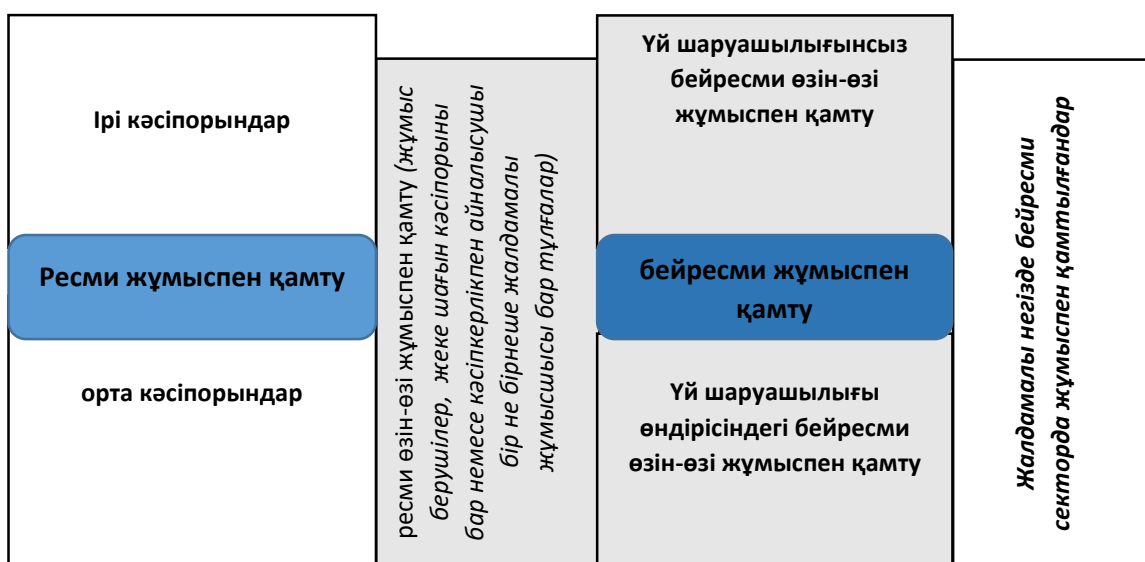 Ірі кәсіпорындар
Ресми жұмыспен қамту
орта кәсіпорындар
ресми өзін-өзі жұмыспен қамту (жұмыс
берушілер, жеке шағын кәсіпорыны
бар немесе кәсіпкерлікпен айналысушы
бір не бірнеше жалдамалы
жұмысшысы бар тұлғалар)
Үй шаруашылығынсыз
бейресми өзін-өзі
жұмыспен қамту
бейресми жұмыспен
қамту
Үй шаруашылығы
өндірісіндегі бейресми
өзін-өзі жұмыспен қамту
Жалдамалы негізде бейресми
секторда жұмыспен қамтылғандар